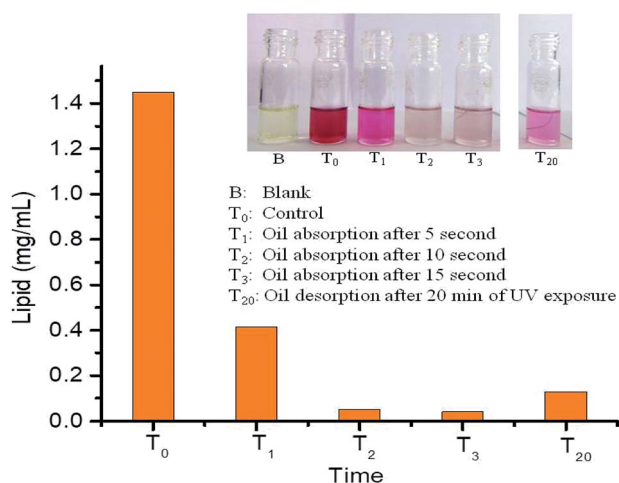 B T₀ T₁ T₂ T₃ T₂₀
B: Blank
T₀: Control
T₁: Oil absorption after 5 second
T₂: Oil absorption after 10 second
T₃: Oil absorption after 15 second
T₂₀: Oil desorption after 20 min of UV exposure
Lipid (mg/mL)
1.4
1.2
1.0
0.8
0.6
0.4
0.2
0.0
T₀ T₁ T₂ T₃ T₂₀
Time